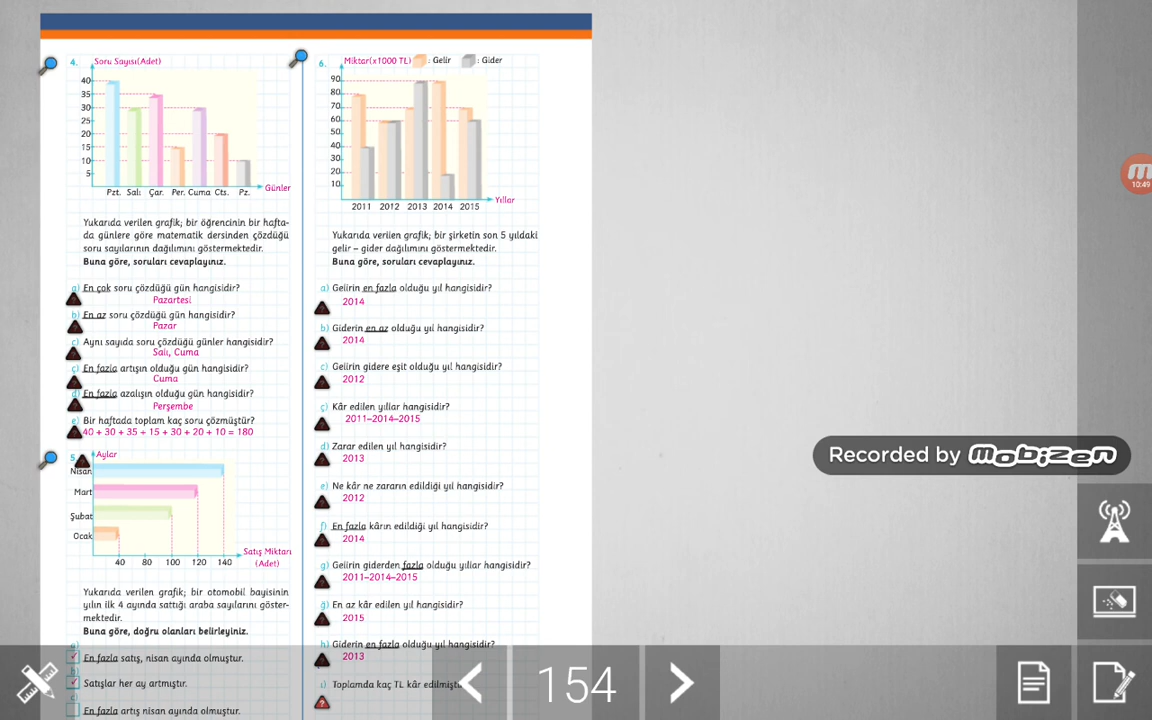 4. Soru Sayısı(Adet)
40
35
30
25
20
15
10
5
Pzt. Salı Çar. Per. Cuma Cts. Pz.
Günler
Yukarıda verilen grafik; bir öğrencinin bir hafta-
da günlere göre matematik dersinden çözdüğü
soru sayılarının dağılımını göstermektedir.
Buna göre, soruları cevaplayınız.
a) En çok soru çözdüğü gün hangisidir?
Pazartesi
b) En az soru çözdüğü gün hangisidir?
Pazar
c) Aynı sayıda soru çözdüğü günler hangisidir?
Salı, Cuma
ç) En fazla artışın olduğu gün hangisidir?
Cuma
d) En fazla azalışın olduğu gün hangisidir?
Perşembe
e) Bir haftada toplam kaç soru çözmüştür?
40 + 30 + 35 + 15 + 30 + 20 + 10 = 180
5. Aylar
Nisan
Mart
Şubat
Ocak
40 80 100 120 140
Satış Miktarı
(Adet)
Yukarıda verilen grafik; bir otomobil bayisinin
yılın ilk 4 ayında sattığı araba sayılarını göster-
mektedir.
Buna göre, doğru olanları belirleyiniz.
a)
En fazla satış, nisan ayında olmuştur.
b)
Satışlar her ay artmıştır.
c)
En fazla artış nisan ayında olmuştur.
6. Miktar(x1000 TL) : Gelir : Gider
90
80
70
60
50
40
30
20
10
2011 2012 2013 2014 2015
Yıllar
Yukarıda verilen grafik; bir şirketin son 5 yıldaki
gelir – gider dağılımını göstermektedir.
Buna göre, soruları cevaplayınız.
a) Gelirin en fazla olduğu yıl hangisidir?
2014
b) Giderin en az olduğu yıl hangisidir?
2014
c) Gelirin gidere eşit olduğu yıl hangisidir?
2012
ç) Kâr edilen yıllar hangisidir?
2011–2014–2015
d) Zarar edilen yıl hangisidir?
2013
e) Ne kâr ne zararın edildiği yıl hangisidir?
2012
f) En fazla kârın edildiği yıl hangisidir?
2014
g) Gelirin giderden fazla olduğu yıllar hangisidir?
2011–2014–2015
ğ) En az kâr edilen yıl hangisidir?
2015
h) Giderin en fazla olduğu yıl hangisidir?
2013
ı) Toplamda kaç TL kâr edilmişti
154
10:49
Recorded by mobizen